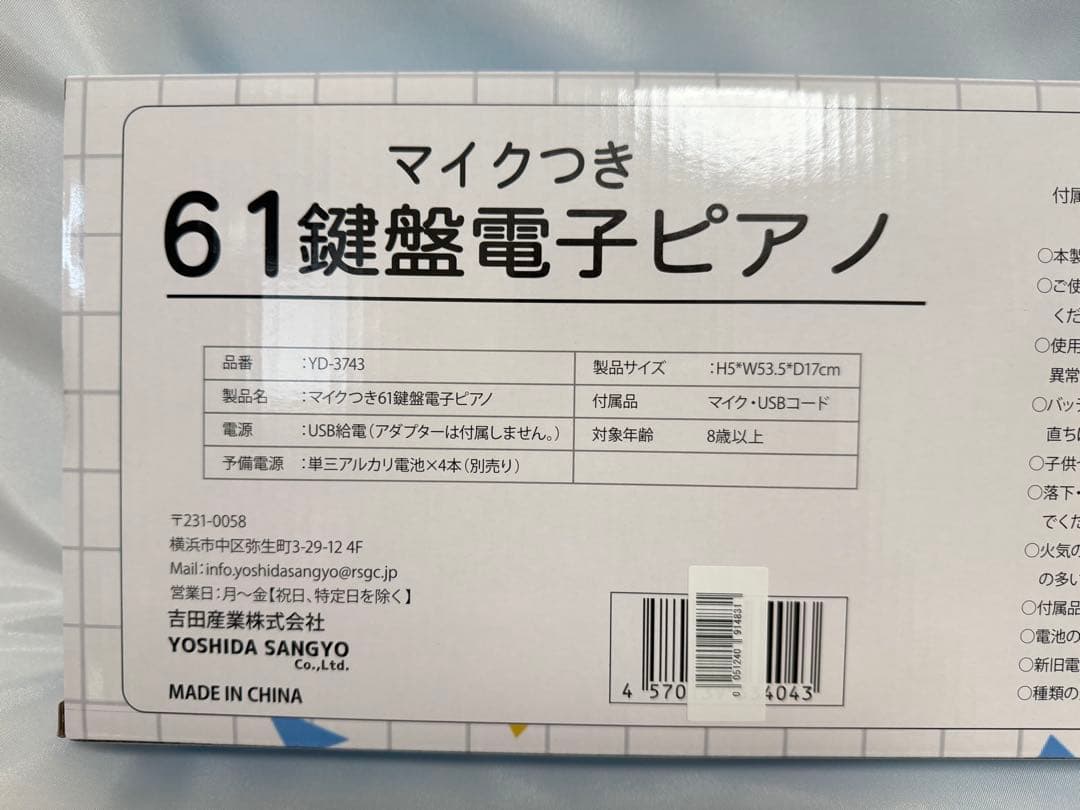 マイクつき
61鍵盤電子ピアノ
品番 :YD-3743 製品サイズ :H5*W53.5*D17cm
製品名 :マイクつき61鍵盤電子ピアノ 付属品 マイク・USBコード
電源 :USB給電(アダプターは付属しません。) 対象年齢 8歳以上
予備電源 :単三アルカリ電池×4本(別売り)
〒231-0058
横浜市中区弥生町3-29-12 4F
Mail:info.yoshidasangyo@rsgc.jp
営業日:月〜金【祝日、特定日を除く】
吉田産業株式会社
YOSHIDA SANGYO
Co.,Ltd.
MADE IN CHINA
4 570 34043
0 051240 914831
付属
○本製
○ご使
くだ
○使用
異常
○バッテ
直ちに
○子供
○落下・
でくだ
○火気の
の多い
○付属品
○電池の
○新旧電
○種類の